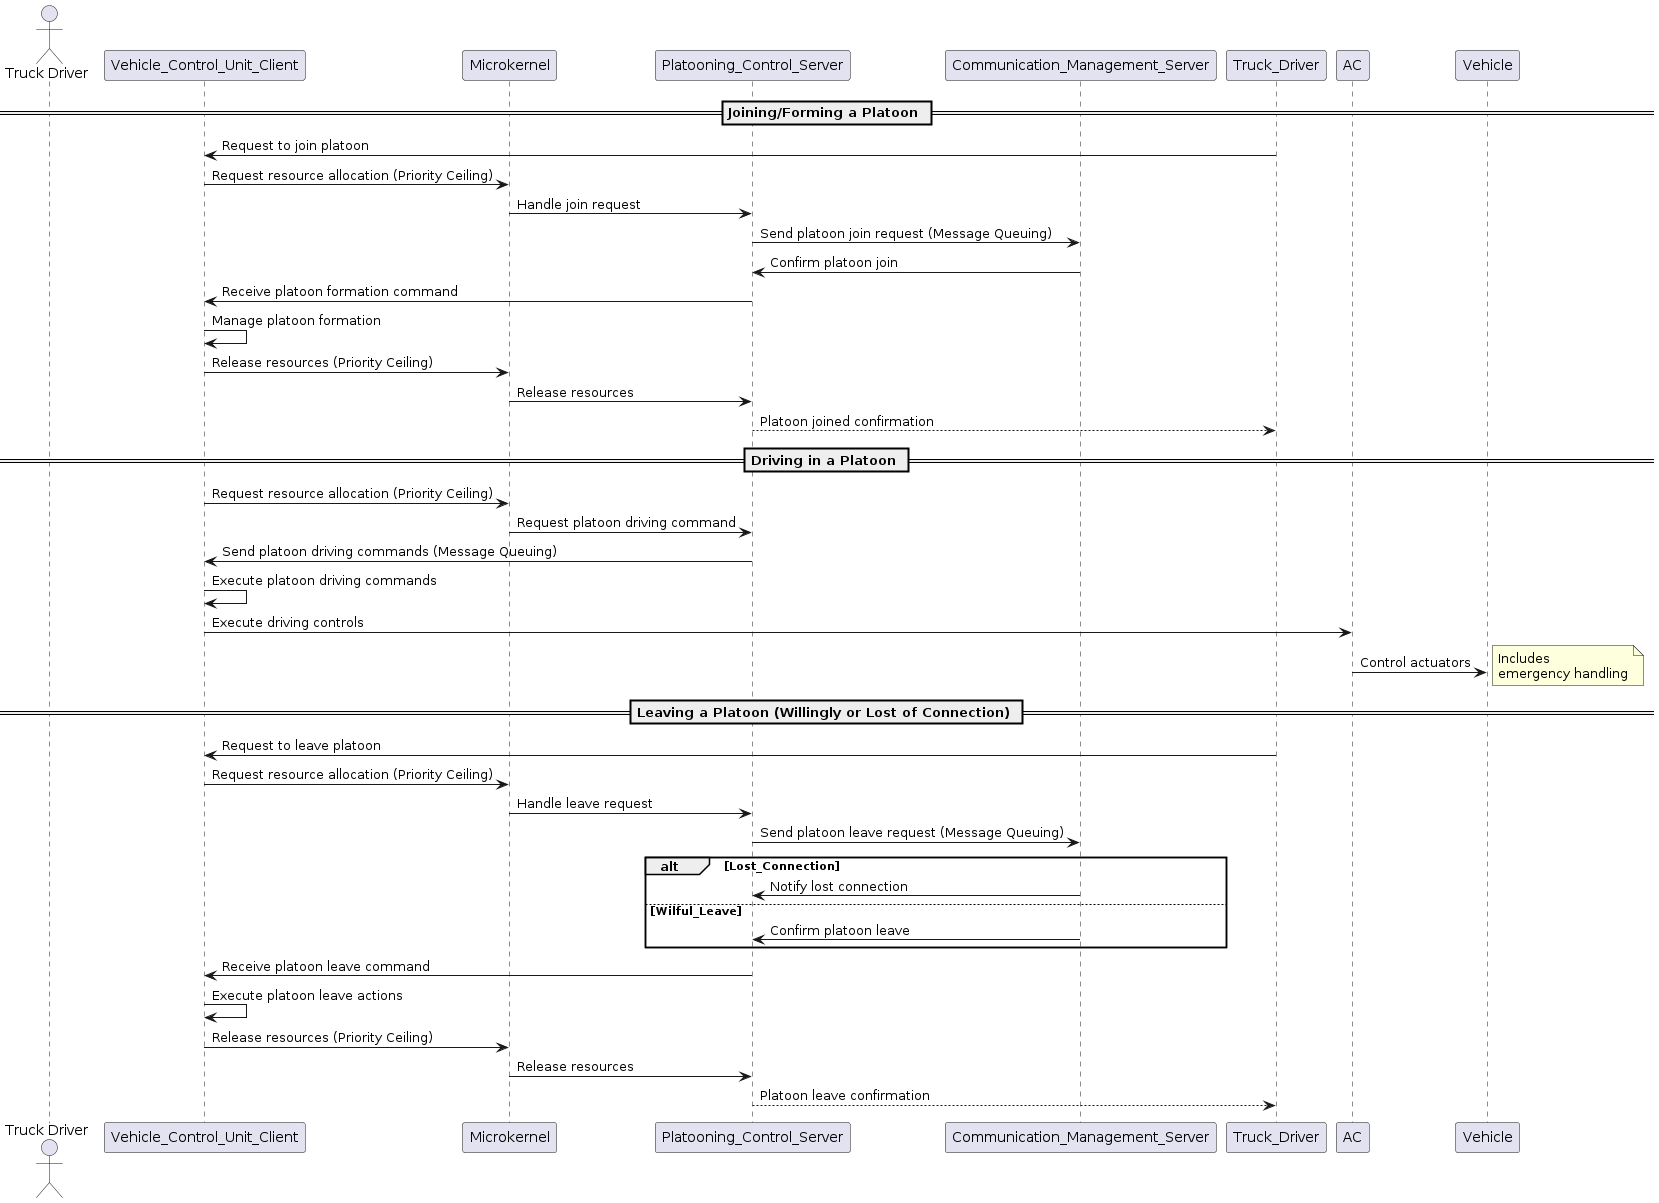 Truck Driver
Vehicle_Control_Unit_Client
Microkernel
Platooning_Control_Server
Communication_Management_Server
Truck_Driver
AC
Vehicle
Joining/Forming a Platoon
Request to join platoon
Request resource allocation (Priority Ceiling)
Handle join request
Send platoon join request (Message Queuing)
Confirm platoon join
Receive platoon formation command
Manage platoon formation
Release resources (Priority Ceiling)
Release resources
Platoon joined confirmation
Driving in a Platoon
Request resource allocation (Priority Ceiling)
Request platoon driving command
Send platoon driving commands (Message Queuing)
Execute platoon driving commands
Execute driving controls
Control actuators
Includes
emergency handling
Leaving a Platoon (Willingly or Lost of Connection)
Request to leave platoon
Request resource allocation (Priority Ceiling)
Handle leave request
Send platoon leave request (Message Queuing)
alt
[Lost_Connection]
Notify lost connection
[Wilful_Leave]
Confirm platoon leave
Receive platoon leave command
Execute platoon leave actions
Release resources (Priority Ceiling)
Release resources
Platoon leave confirmation
Truck Driver
Vehicle_Control_Unit_Client
Microkernel
Platooning_Control_Server
Communication_Management_Server
Truck_Driver
AC
Vehicle